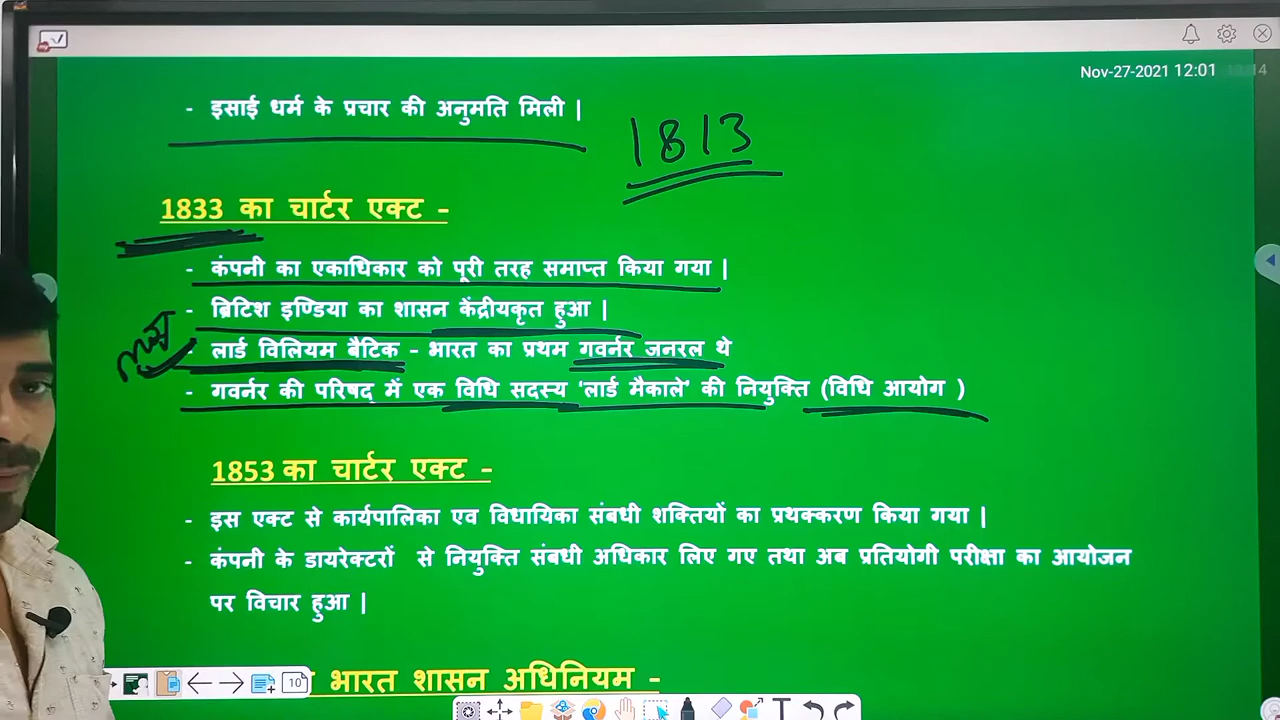 Nov-27-2021 12:01
- इसाई धर्म के प्रचार की अनुमति मिली |
1813
1833 का चार्टर एक्ट -
- कंपनी का एकाधिकार को पूरी तरह समाप्त किया गया |
- ब्रिटिश इण्डिया का शासन केंद्रीयकृत हुआ |
- लार्ड विलियम बैटिक - भारत का प्रथम गवर्नर जनरल थे
- गवर्नर की परिषद् में एक विधि सदस्य ‘लार्ड मैकाले’ की नियुक्ति (विधि आयोग )
1853 का चार्टर एक्ट -
- इस एक्ट से कार्यपालिका एव विधायिका संबधी शक्तियों का प्रथक्करण किया गया |
- कंपनी के डायरेक्टरों से नियुक्ति संबधी अधिकार लिए गए तथा अब प्रतियोगी परीक्षा का आयोजन
पर विचार हुआ |
भारत शासन अधिनियम -
10